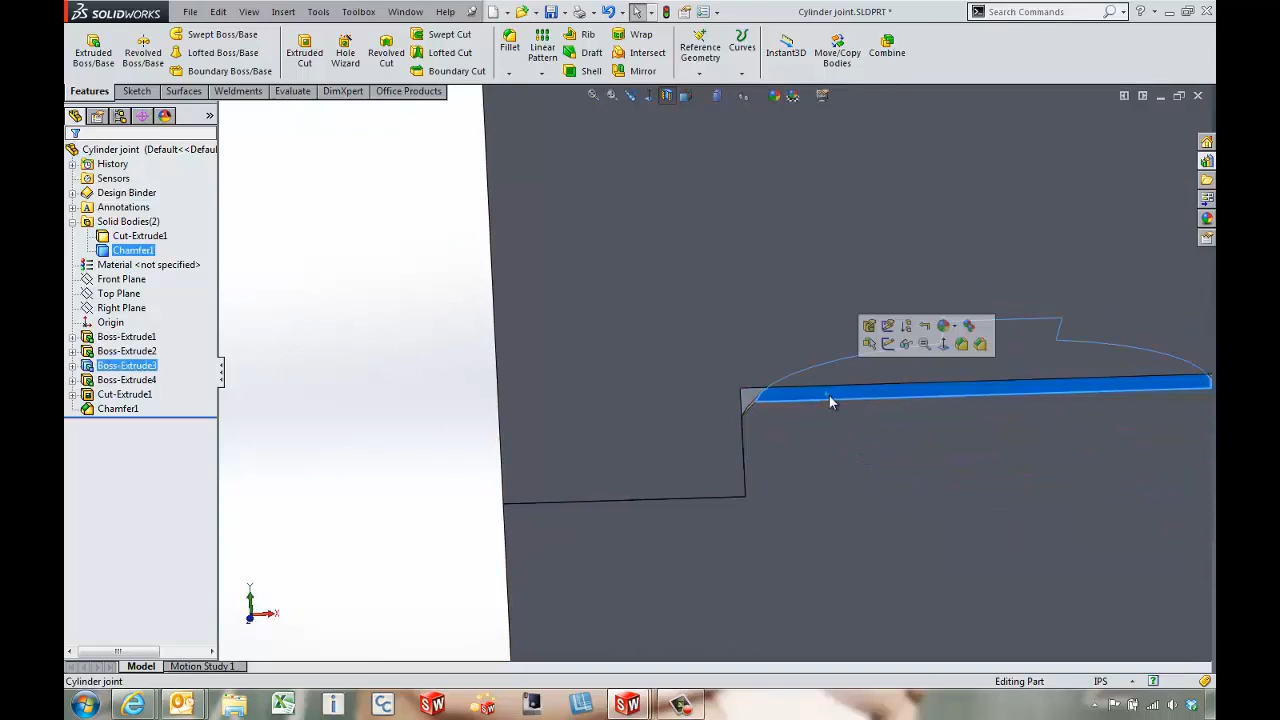 SOLIDWORKS
File Edit View Insert Tools Toolbox Window Help
Cylinder joint.SLDPRT *
Search Commands
Extruded Boss/Base
Revolved Boss/Base
Swept Boss/Base
Lofted Boss/Base
Boundary Boss/Base
Extruded Cut
Hole Wizard
Revolved Cut
Swept Cut
Lofted Cut
Boundary Cut
Fillet
Linear Pattern
Rib
Draft
Shell
Wrap
Intersect
Mirror
Reference Geometry
Curves
Instant3D
Move/Copy Bodies
Combine
Features Sketch Surfaces Weldments Evaluate DimXpert Office Products
Cylinder joint (Default<<Defaul
History
Sensors
Design Binder
Annotations
Solid Bodies(2)
Cut-Extrude1
Chamfer1
Material <not specified>
Front Plane
Top Plane
Right Plane
Origin
Boss-Extrude1
Boss-Extrude2
Boss-Extrude3
Boss-Extrude4
Cut-Extrude1
Chamfer1
Y
X
Model Motion Study 1
Cylinder joint
Editing Part
IPS